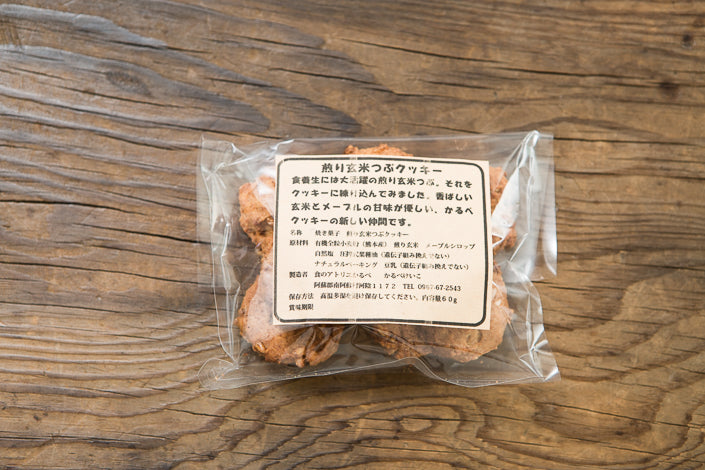 煎り玄米つぶクッキー
食養生には大活躍の煎り玄米つぶ。それを
クッキーに練り込んでみました。香ばしい
玄米とメープルの甘味が優しい、かるべ
クッキーの新しい仲間です。
名称 焼き菓子 煎り玄米つぶクッキー
原材料 有機全粒小麦粉（熊本産） 煎り玄米 メープルシロップ
自然塩 圧搾一番菜種油（遺伝子組み換えでない）
ナチュラルベーキング 豆乳（遺伝子組み換えでない）
製造者 食のアトリエかるべ かるべけいこ
阿蘇郡南阿蘇村河陰１１７２ TEL 0967-67-2543
保存方法 高温多湿を避け保存してください。内容量６０ｇ
賞味期限